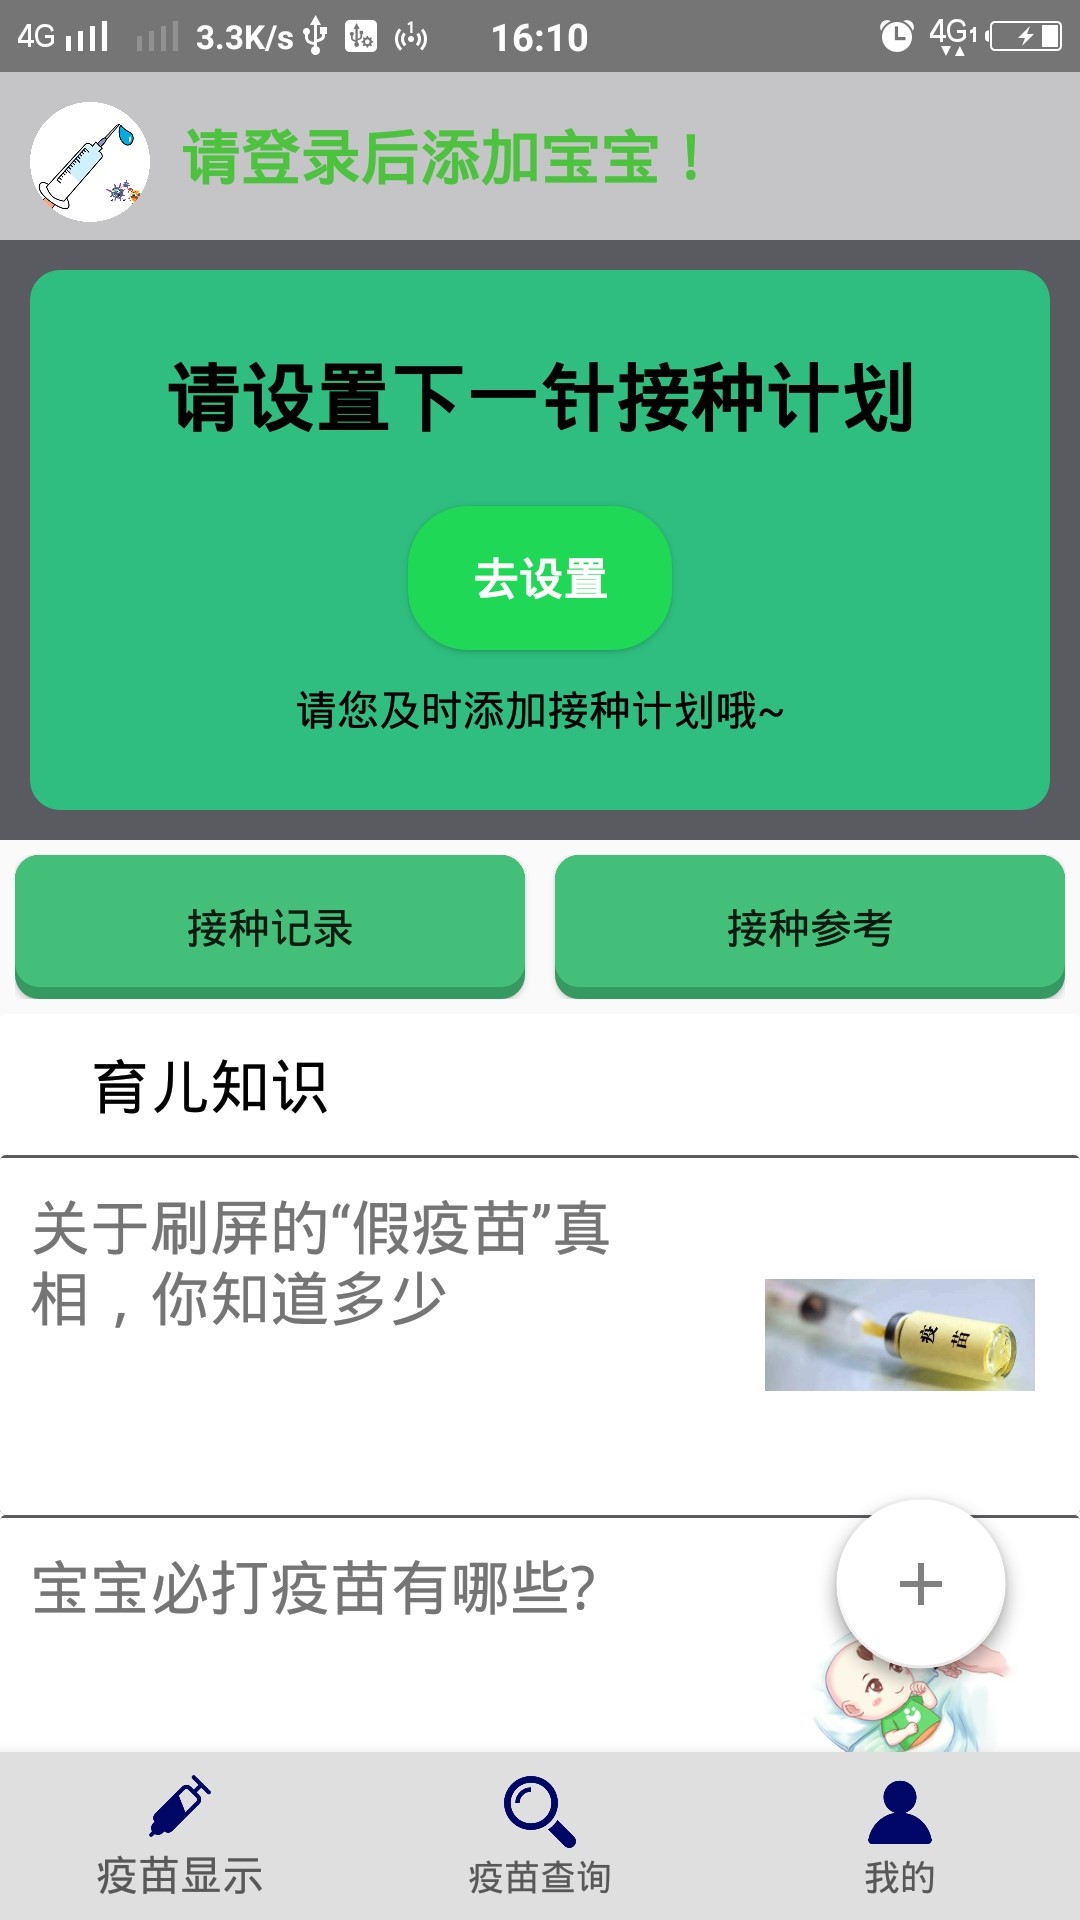 4G 3.3K/s 16:10 4G1
请登录后添加宝宝！
请设置下一针接种计划
去设置
请您及时添加接种计划哦~
接种记录 接种参考
育儿知识
关于刷屏的“假疫苗”真
相，你知道多少
疫苗
宝宝必打疫苗有哪些?
疫苗显示 疫苗查询 我的